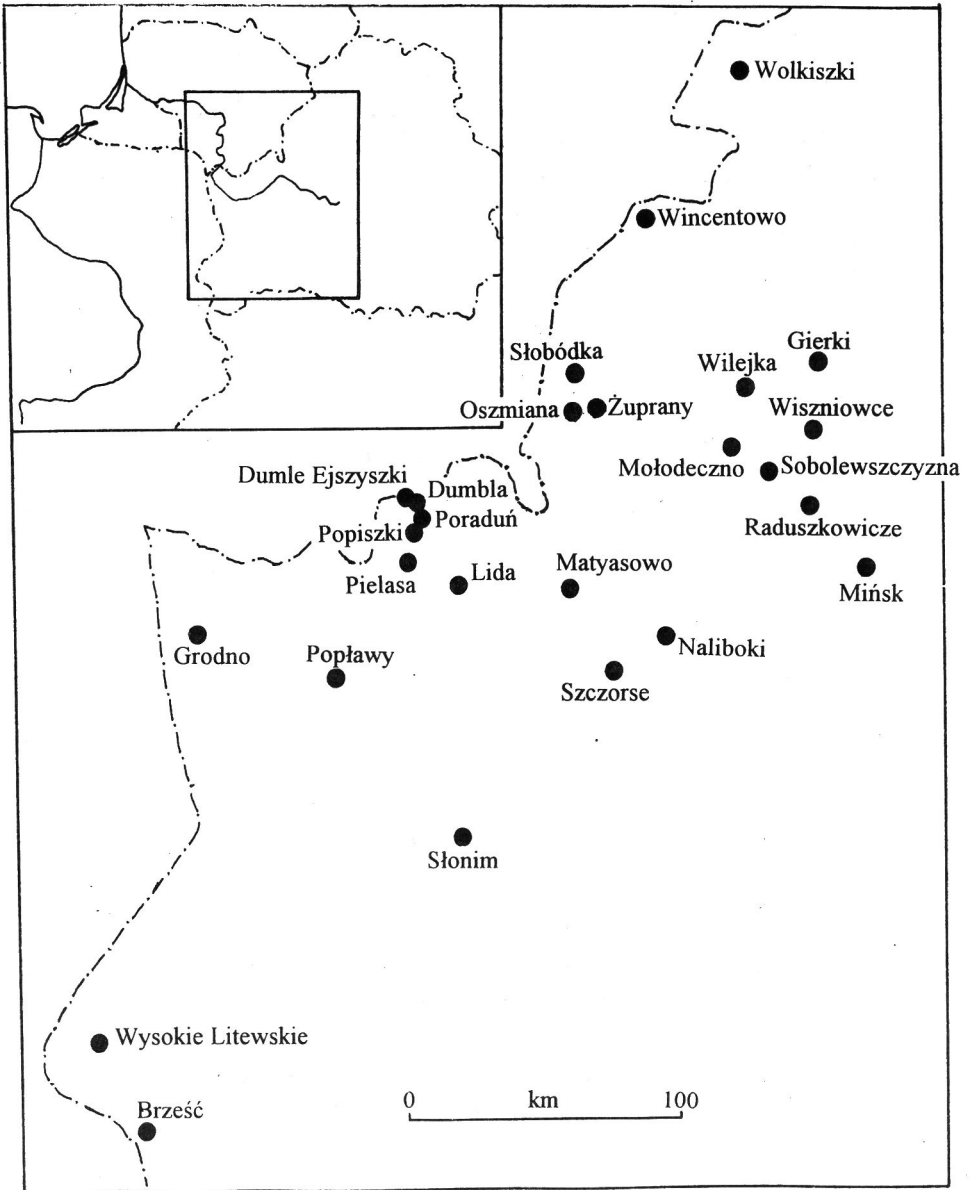 Wolkiszki
Wincentowo
Słobódka
Gierki
Wilejka
Oszmiana
Żuprany
Wiszniowce
Mołodeczno
Sobolewszczyzna
Dumle Ejszyszki
Dumbla
Poraduń
Raduszkowicze
Popiszki
Pielasa
Lida
Matyasowo
Mińsk
Grodno
Popławy
Naliboki
Szczorse
Słonim
Wysokie Litewskie
0 km 100
Brześć